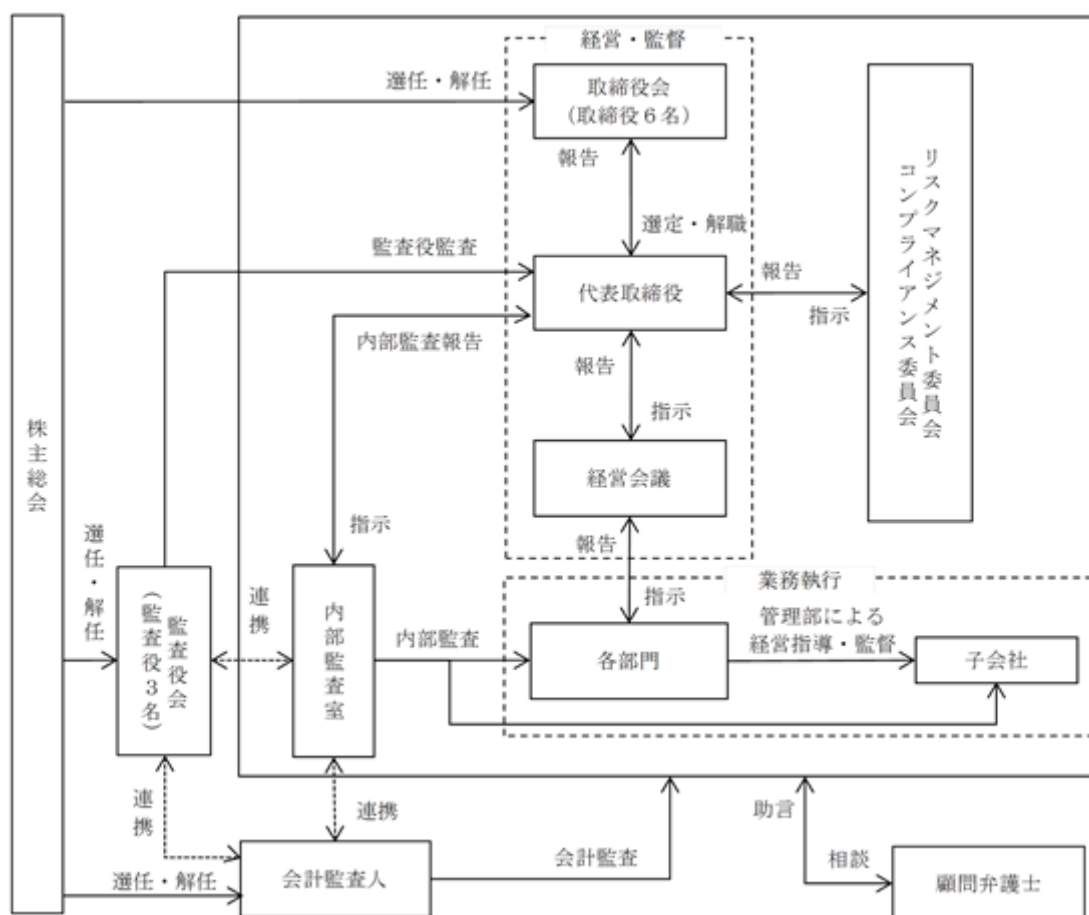 経営・監督
選任・解任
取締役会
（取締役６名）
報告
選定・解職
監査役監査
代表取締役
報告
指示
リスクマネジメント委員会
コンプライアンス委員会
内部監査報告
報告
指示
株主総会
経営会議
指示
報告
選任・解任
業務執行
指示
監査役会
（監査役３名）
連携
内部監査室
内部監査
各部門
管理部による
経営指導・監督
子会社
連携
連携
助言
選任・解任
会計監査人
会計監査
相談
顧問弁護士